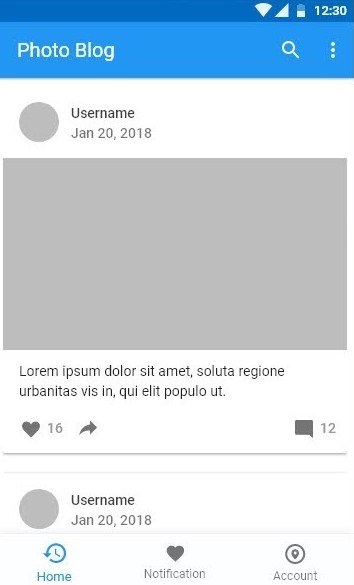 12:30
Photo Blog
Username
Jan 20, 2018
Lorem ipsum dolor sit amet, soluta regione
urbanitas vis in, qui elit populo ut.
16 12
Username
Jan 20, 2018
Home Notification Account